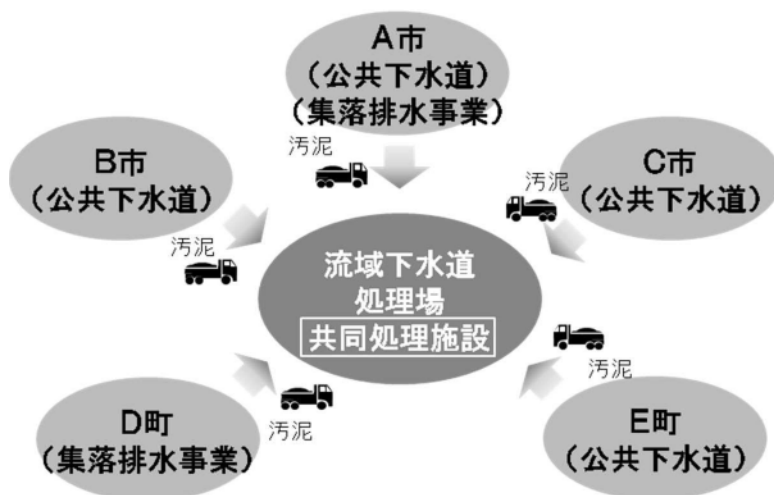 A市
(公共下水道)
(集落排水事業)
汚泥
B市
(公共下水道)
汚泥
C市
(公共下水道)
汚泥
流域下水道
処理場
共同処理施設
D町
(集落排水事業)
汚泥
E町
(公共下水道)
汚泥